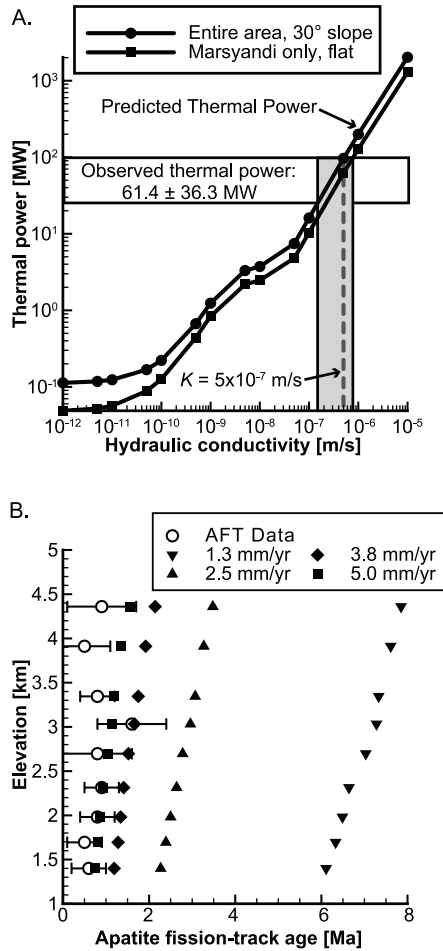 A.
Entire area, 30° slope
Marsyandi only, flat
Predicted Thermal Power
Observed thermal power:
61.4 ± 36.3 MW
K = 5x10⁻⁷ m/s
Thermal power [MW]
10³
10²
10¹
10⁰
10⁻¹
10⁻¹² 10⁻¹¹ 10⁻¹⁰ 10⁻⁹ 10⁻⁸ 10⁻⁷ 10⁻⁶ 10⁻⁵
Hydraulic conductivity [m/s]
B.
AFT Data
1.3 mm/yr 3.8 mm/yr
2.5 mm/yr 5.0 mm/yr
Elevation [km]
5
4.5
4
3.5
3
2.5
2
1.5
1
0 2 4 6 8
Apatite fission-track age [Ma]